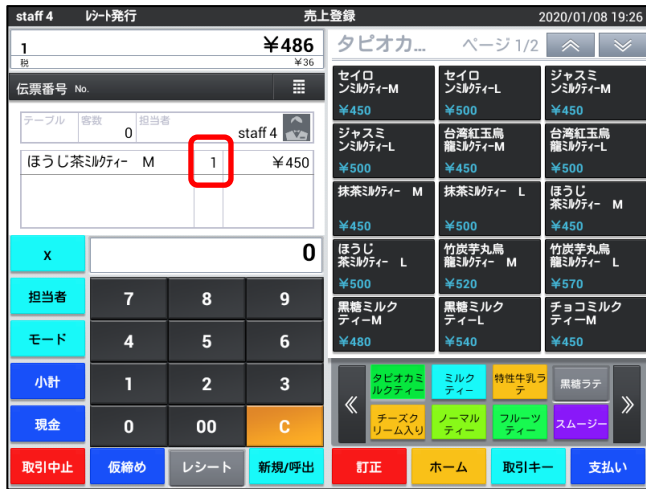 staff 4 ﾚｼｰﾄ発行 売上登録 2020/01/08 19:26
1 ¥486
税 ¥36
伝票番号 No.
テーブル 客数 0 担当者 staff 4
ほうじ茶ﾐﾙｸﾃｨｰ M 1 ¥450
X 0
担当者 7 8 9
モード 4 5 6
小計 1 2 3
現金 0 00 C
取引中止 仮締め レシート 新規/呼出
タピオカ... ページ 1/2
セイロ
ンﾐﾙｸﾃｨｰM
¥450
セイロ
ンﾐﾙｸﾃｨｰL
¥500
ジャスミ
ンﾐﾙｸﾃｨｰM
¥450
ジャスミ
ンﾐﾙｸﾃｨｰL
¥500
台湾紅玉烏
龍ﾐﾙｸﾃｨｰM
¥450
台湾紅玉烏
龍ﾐﾙｸﾃｨｰL
¥500
抹茶ﾐﾙｸﾃｨｰ M
¥450
抹茶ﾐﾙｸﾃｨｰ L
¥500
ほうじ
茶ﾐﾙｸﾃｨｰ M
¥450
ほうじ
茶ﾐﾙｸﾃｨｰ L
¥500
竹炭芋丸烏
龍ﾐﾙｸﾃｨｰ M
¥520
竹炭芋丸烏
龍ﾐﾙｸﾃｨｰ L
¥570
黒糖ミルク
ティーM
¥480
黒糖ミルク
ティーL
¥540
チョコミルク
ティーM
¥450
タピオカミ
ルクティー
ミルク
ティー
特性牛乳ラ
テ
黒糖ラテ
チーズク
リーム入り
ノーマル
ティー
フルーツ
ティー
スムージー
訂正 ホーム 取引キー 支払い